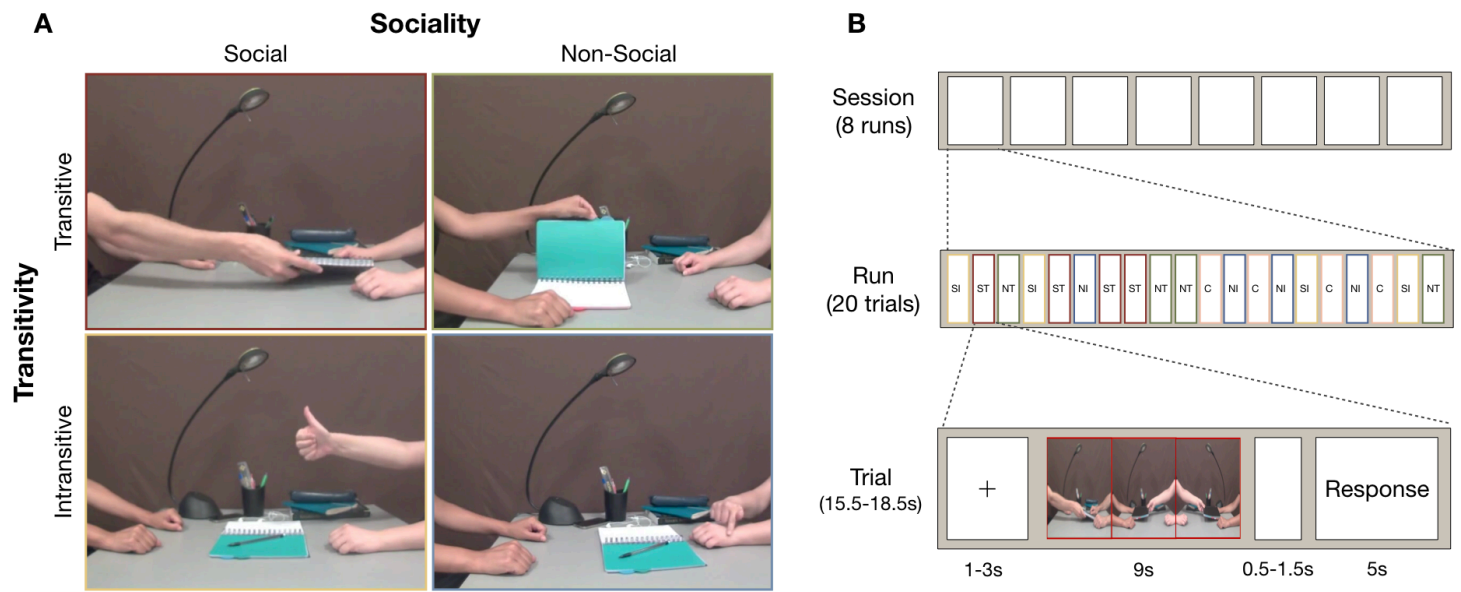 A
Sociality
Social
Non-Social
Transitivity
Transitive
Intransitive
B
Session
(8 runs)
Run
(20 trials)
SI ST NT SI ST NI ST ST NT NT C NI C NI SI C NI C SI NT
Trial
(15.5-18.5s)
+
Response
1-3s
9s
0.5-1.5s
5s